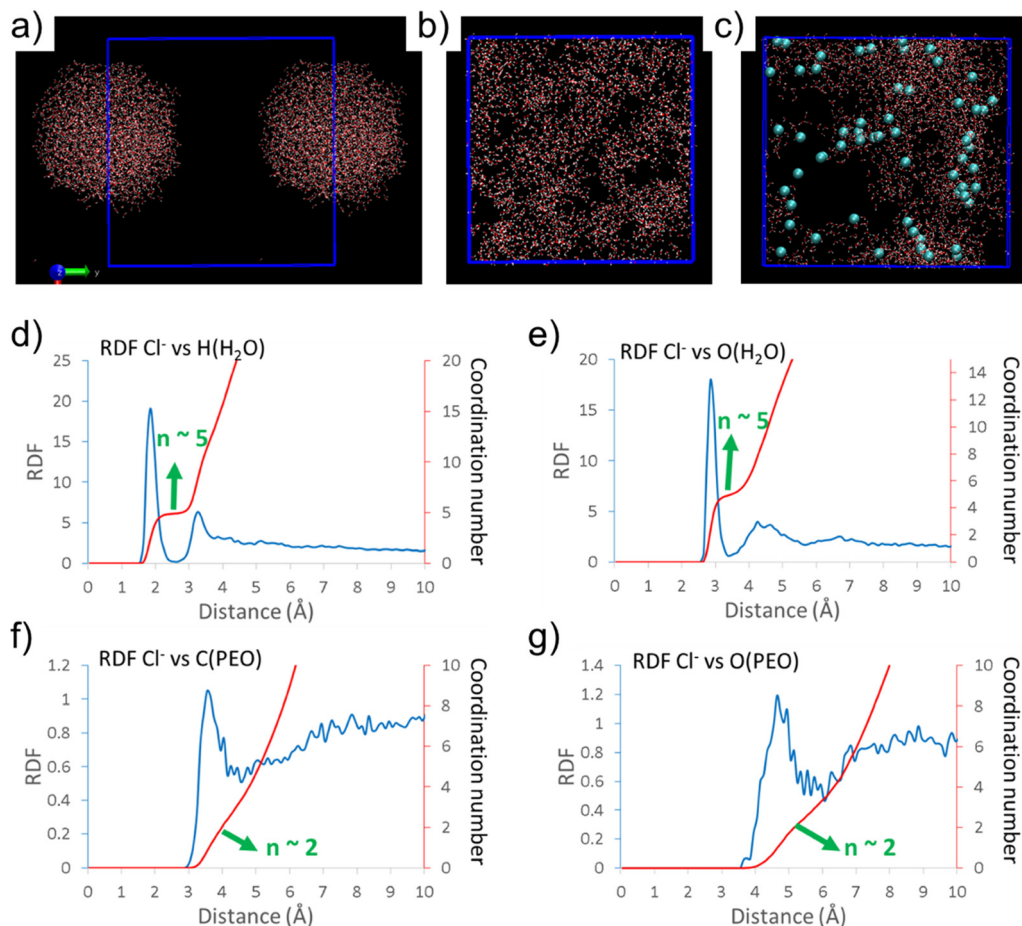 a)
b)
c)
z
y
d)
RDF Cl⁻ vs H(H₂O)
25
20
15
10
5
0
RDF
n ~ 5
20
15
10
5
0
Coordination number
0 1 2 3 4 5 6 7 8 9 10
Distance (Å)
e)
RDF Cl⁻ vs O(H₂O)
20
15
10
5
0
RDF
n ~ 5
14
12
10
8
6
4
2
0
Coordination number
0 1 2 3 4 5 6 7 8 9 10
Distance (Å)
f)
RDF Cl⁻ vs C(PEO)
1.2
1
0.8
0.6
0.4
0.2
0
RDF
n ~ 2
10
8
6
4
2
0
Coordination number
0 1 2 3 4 5 6 7 8 9 10
Distance (Å)
g)
RDF Cl⁻ vs O(PEO)
1.4
1.2
1
0.8
0.6
0.4
0.2
0
RDF
n ~ 2
10
8
6
4
2
0
Coordination number
0 1 2 3 4 5 6 7 8 9 10
Distance (Å)